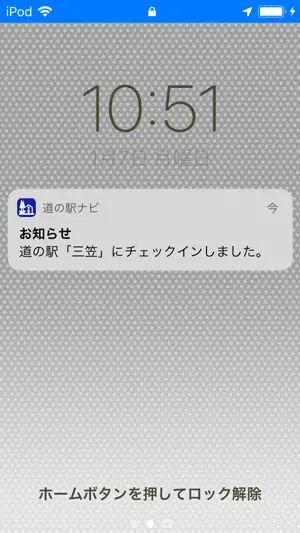 iPod
10:51
1月7日 月曜日
道の駅ナビ 今
お知らせ
道の駅「三笠」にチェックインしました。
ホームボタンを押してロック解除